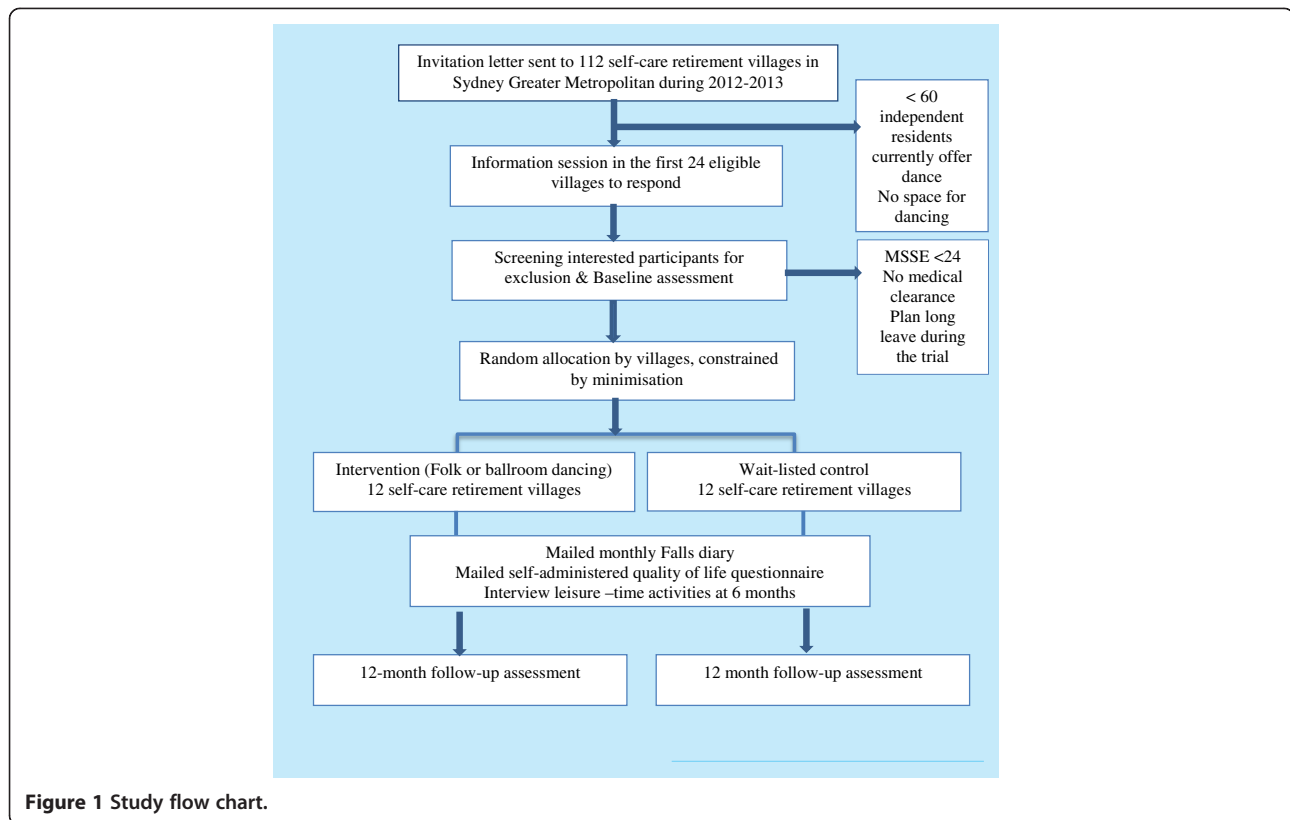 Invitation letter sent to 112 self-care retirement villages in
Sydney Greater Metropolitan during 2012-2013
< 60
independent
residents
currently offer
dance
No space for
dancing
Information session in the first 24 eligible
villages to respond
Screening interested participants for
exclusion & Baseline assessment
MSSE <24
No medical
clearance
Plan long
leave during
the trial
Random allocation by villages, constrained
by minimisation
Intervention (Folk or ballroom dancing)
12 self-care retirement villages
Wait-listed control
12 self-care retirement villages
Mailed monthly Falls diary
Mailed self-administered quality of life questionnaire
Interview leisure –time activities at 6 months
12-month follow-up assessment
12 month follow-up assessment
Figure 1 Study flow chart.